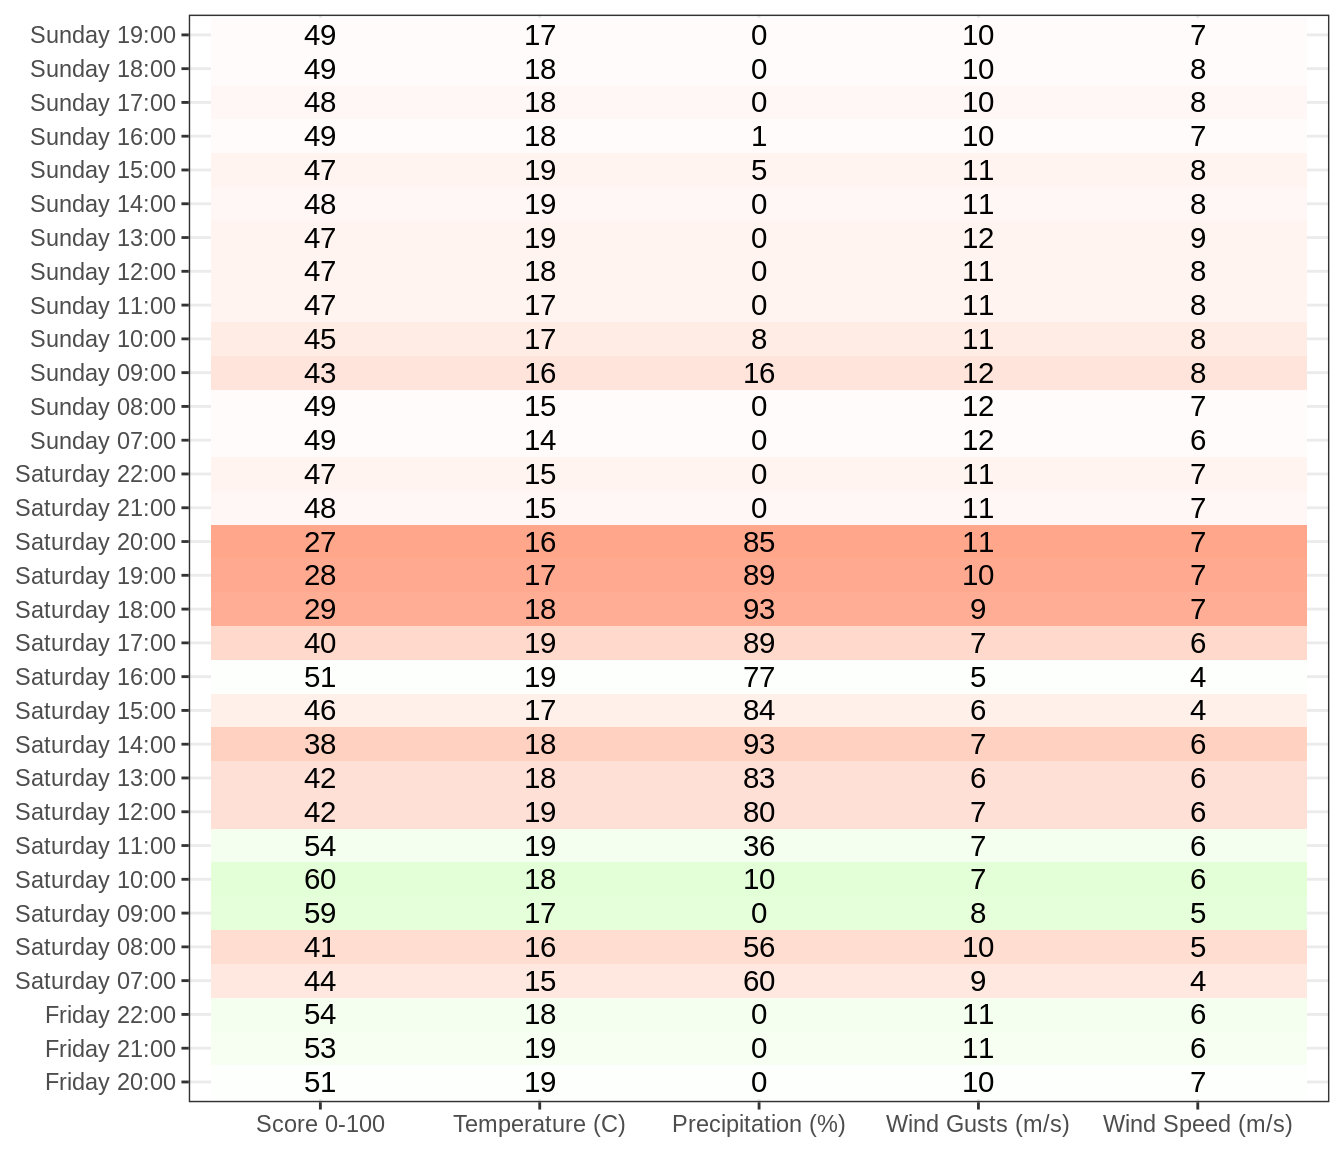 Sunday 19:00 49 17 0 10 7
Sunday 18:00 49 18 0 10 8
Sunday 17:00 48 18 0 10 8
Sunday 16:00 49 18 1 10 7
Sunday 15:00 47 19 5 11 8
Sunday 14:00 48 19 0 11 8
Sunday 13:00 47 19 0 12 9
Sunday 12:00 47 18 0 11 8
Sunday 11:00 47 17 0 11 8
Sunday 10:00 45 17 8 11 8
Sunday 09:00 43 16 16 12 8
Sunday 08:00 49 15 0 12 7
Sunday 07:00 49 14 0 12 6
Saturday 22:00 47 15 0 11 7
Saturday 21:00 48 15 0 11 7
Saturday 20:00 27 16 85 11 7
Saturday 19:00 28 17 89 10 7
Saturday 18:00 29 18 93 9 7
Saturday 17:00 40 19 89 7 6
Saturday 16:00 51 19 77 5 4
Saturday 15:00 46 17 84 6 4
Saturday 14:00 38 18 93 7 6
Saturday 13:00 42 18 83 6 6
Saturday 12:00 42 19 80 7 6
Saturday 11:00 54 19 36 7 6
Saturday 10:00 60 18 10 7 6
Saturday 09:00 59 17 0 8 5
Saturday 08:00 41 16 56 10 5
Saturday 07:00 44 15 60 9 4
Friday 22:00 54 18 0 11 6
Friday 21:00 53 19 0 11 6
Friday 20:00 51 19 0 10 7
Score 0-100 Temperature (C) Precipitation (%) Wind Gusts (m/s) Wind Speed (m/s)